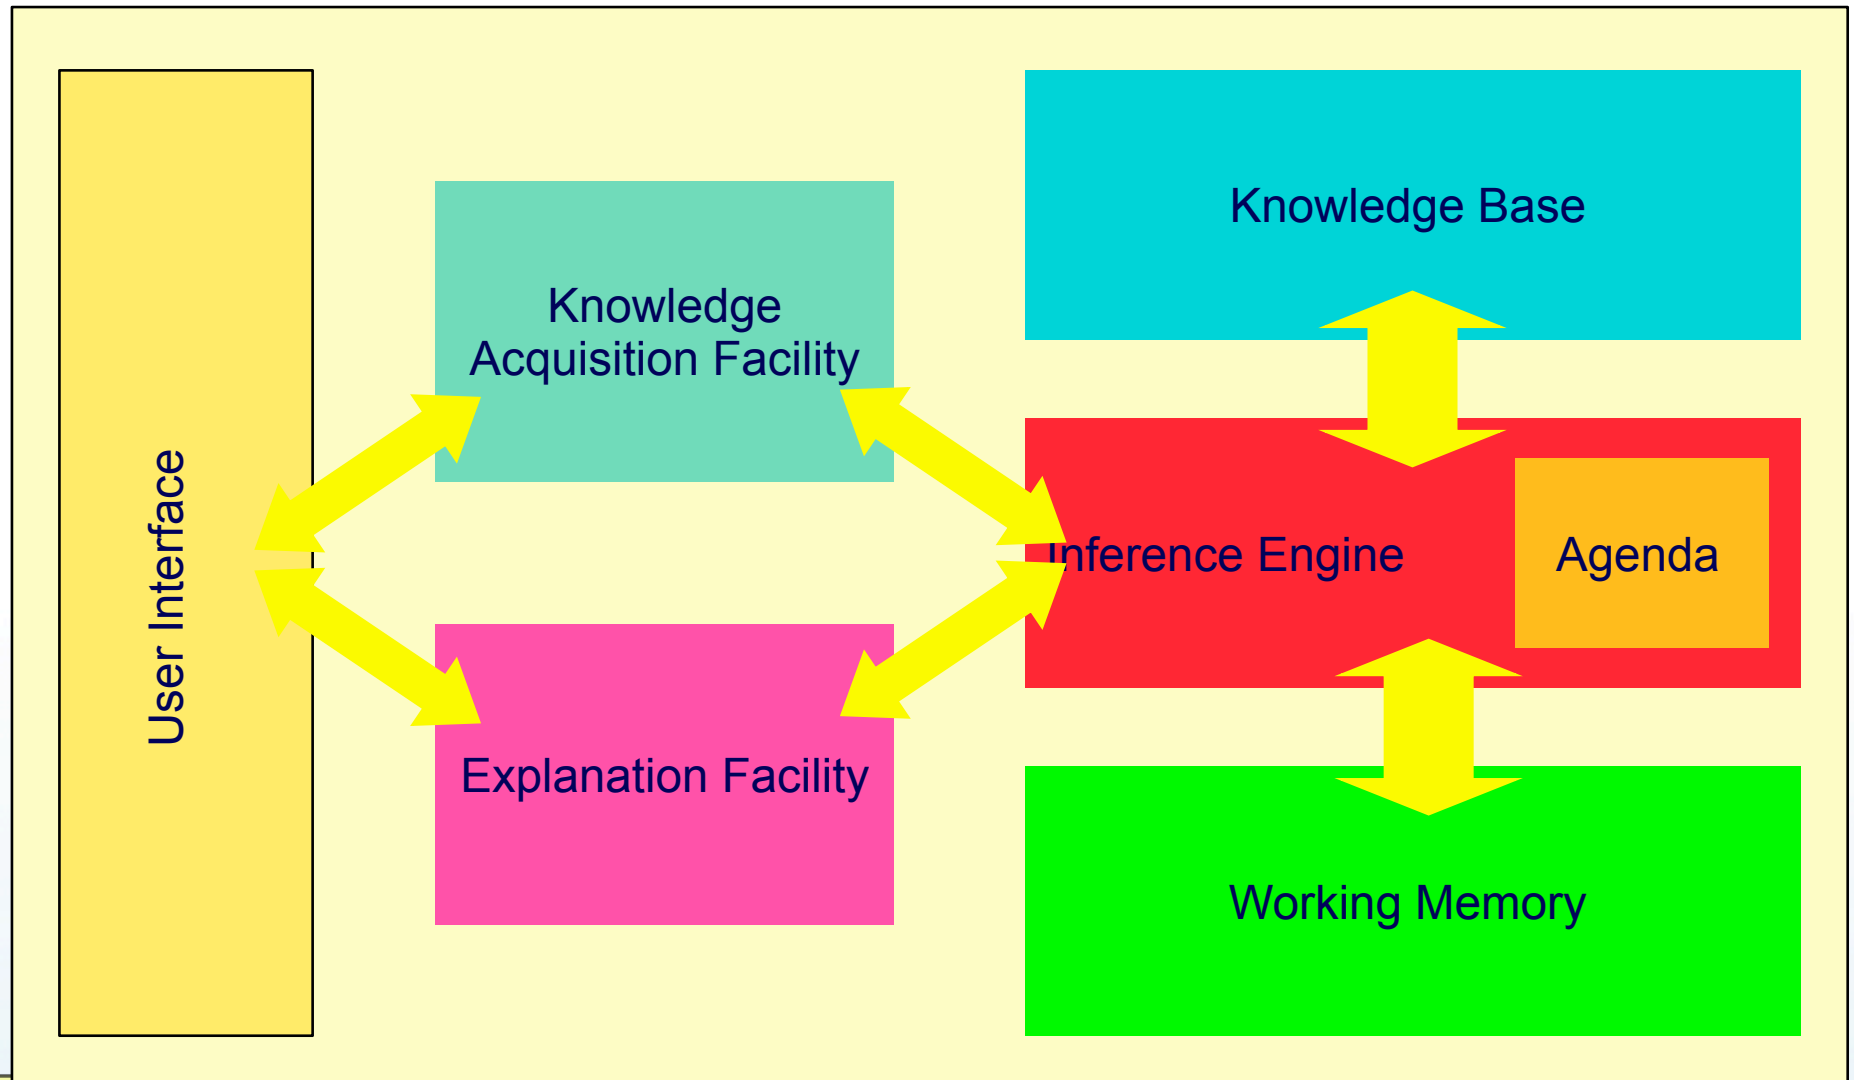 User Interface
Knowledge
Acquisition Facility
Explanation Facility
Knowledge Base
Inference Engine
Agenda
Working Memory